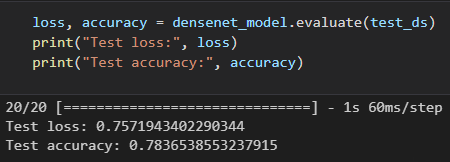 loss, accuracy = densenet_model.evaluate(test_ds)
print("Test loss:", loss)
print("Test accuracy:", accuracy)
20/20 [==============================] - 1s 60ms/step
Test loss: 0.7571943402290344
Test accuracy: 0.7836538553237915